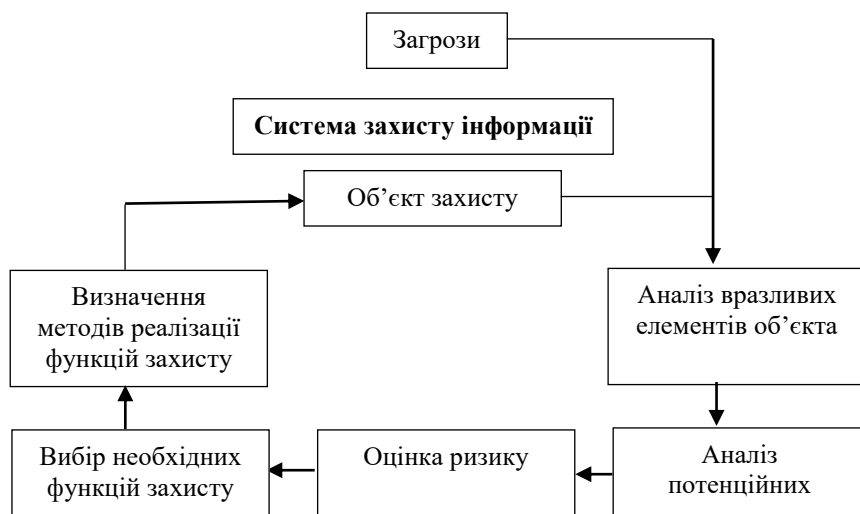 Загрози
Система захисту інформації
Об’єкт захисту
Визначення
методів реалізації
функцій захисту
Аналіз вразливих
елементів об’єкта
Вибір необхідних
функцій захисту
Оцінка ризику
Аналіз
потенційних